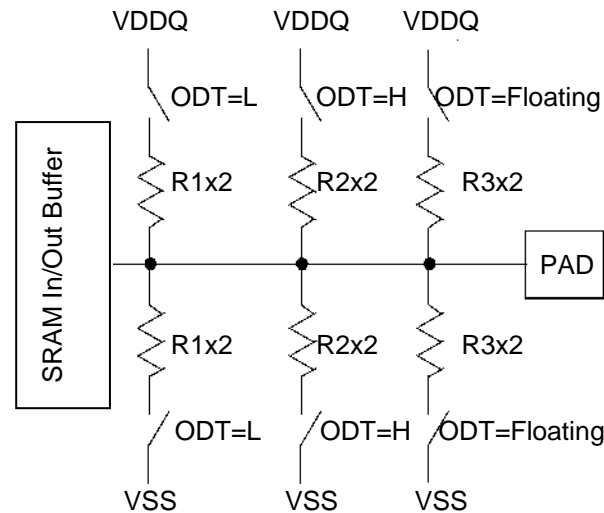 VDDQ VDDQ VDDQ
ODT=L ODT=H ODT=Floating
R1x2 R2x2 R3x2
SRAM In/Out Buffer
PAD
R1x2 R2x2 R3x2
ODT=L ODT=H ODT=Floating
VSS VSS VSS